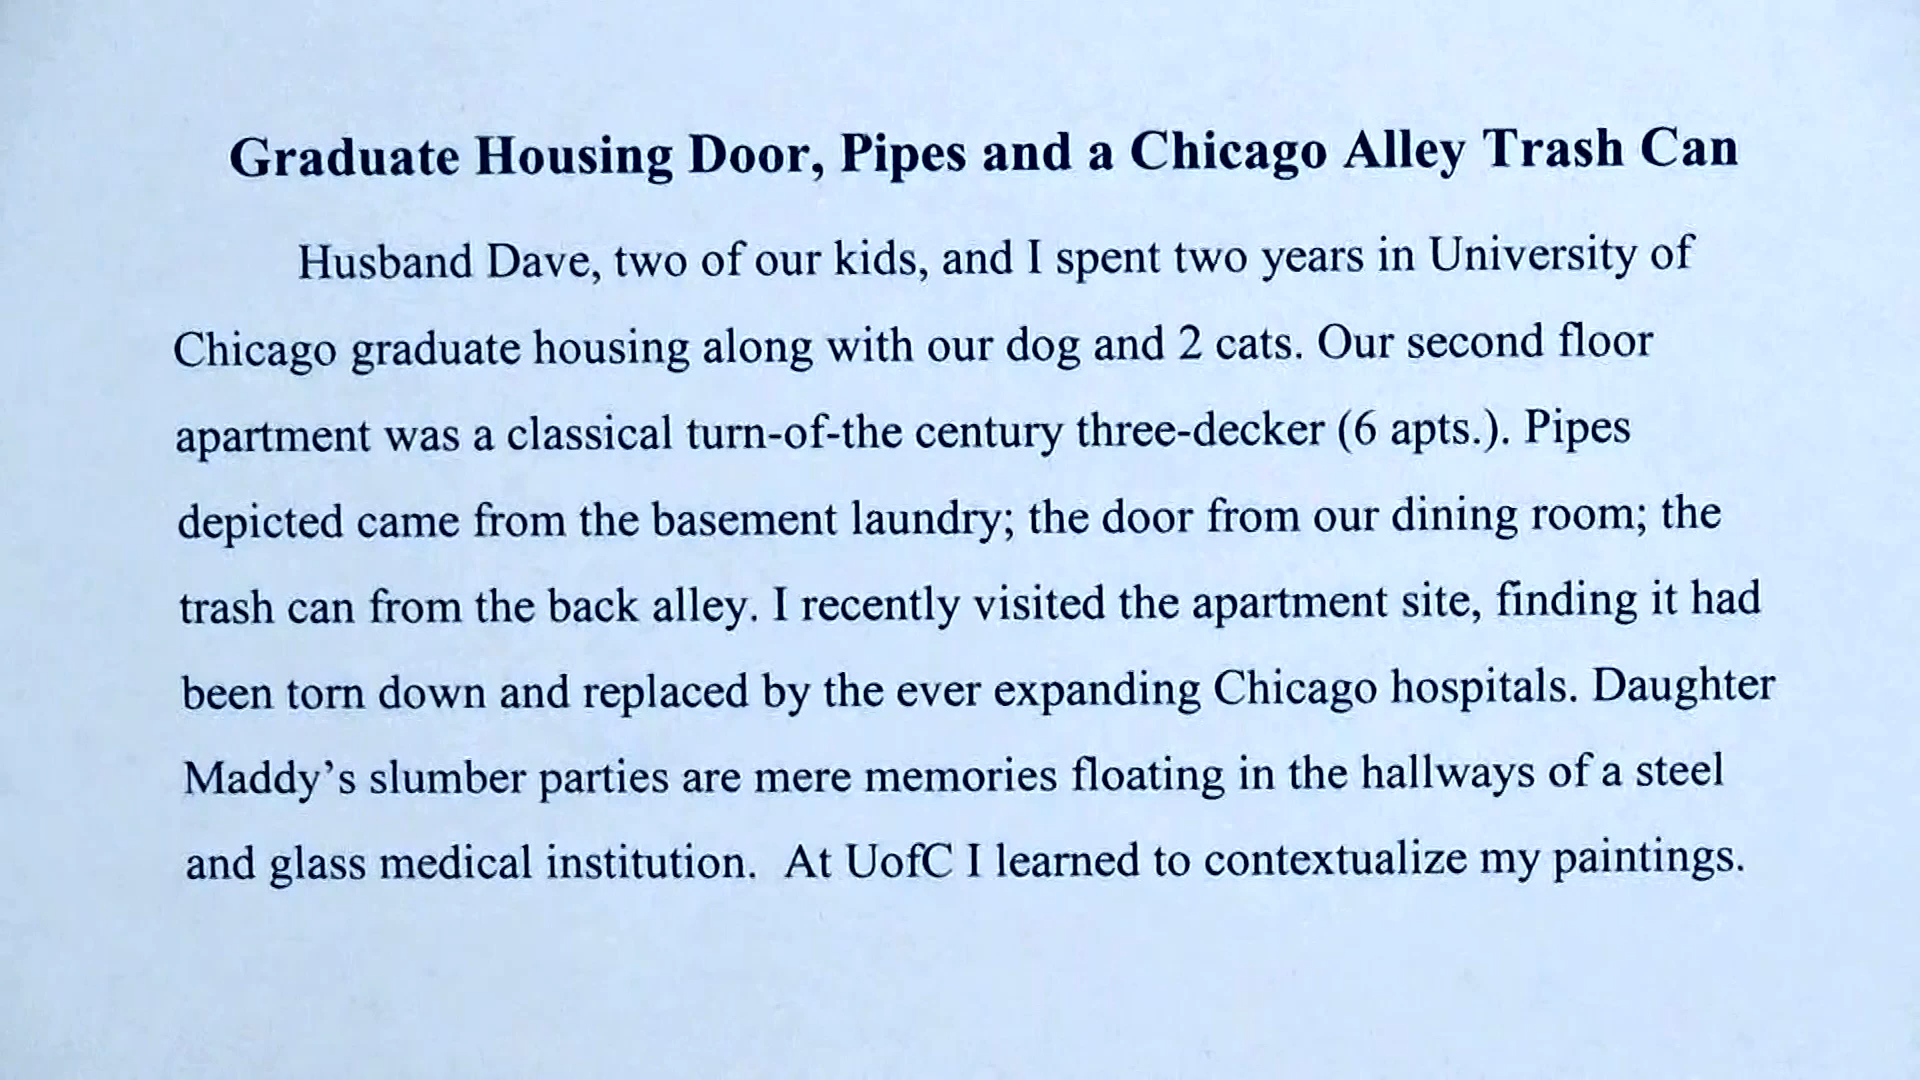 Graduate Housing Door, Pipes and a Chicago Alley Trash Can
Husband Dave, two of our kids, and I spent two years in University of
Chicago graduate housing along with our dog and 2 cats. Our second floor
apartment was a classical turn-of-the century three-decker (6 apts.). Pipes
depicted came from the basement laundry; the door from our dining room; the
trash can from the back alley. I recently visited the apartment site, finding it had
been torn down and replaced by the ever expanding Chicago hospitals. Daughter
Maddy’s slumber parties are mere memories floating in the hallways of a steel
and glass medical institution.  At UofC I learned to contextualize my paintings.